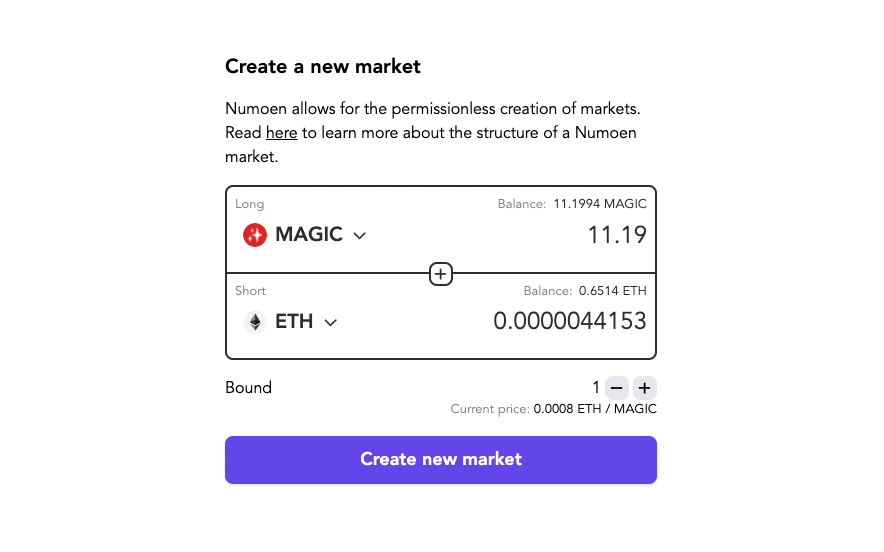 Create a new market
Numoen allows for the permissionless creation of markets.
Read here to learn more about the structure of a Numoen
market.
Long Balance: 11.1994 MAGIC
MAGIC 11.19
Short Balance: 0.6514 ETH
ETH 0.0000044153
Bound 1
Current price: 0.0008 ETH / MAGIC
Create new market